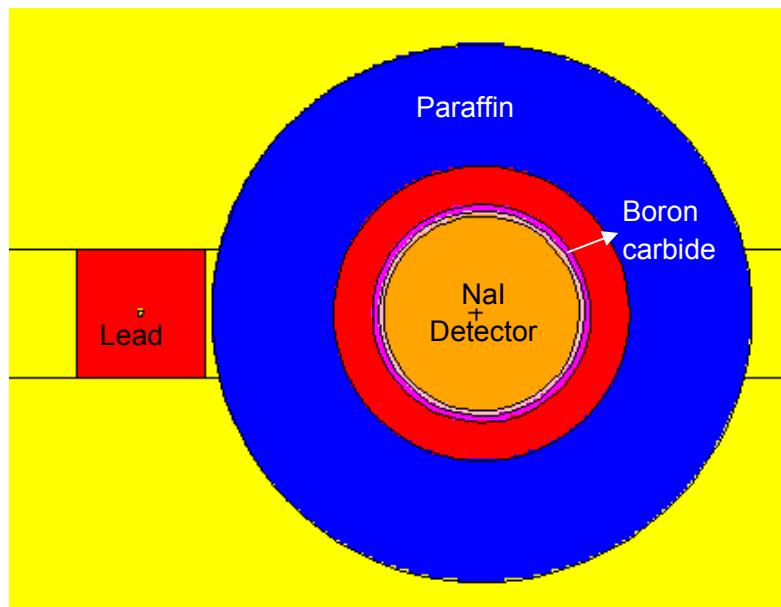 Paraffin
Boron
carbide
NaI
Detector
Lead